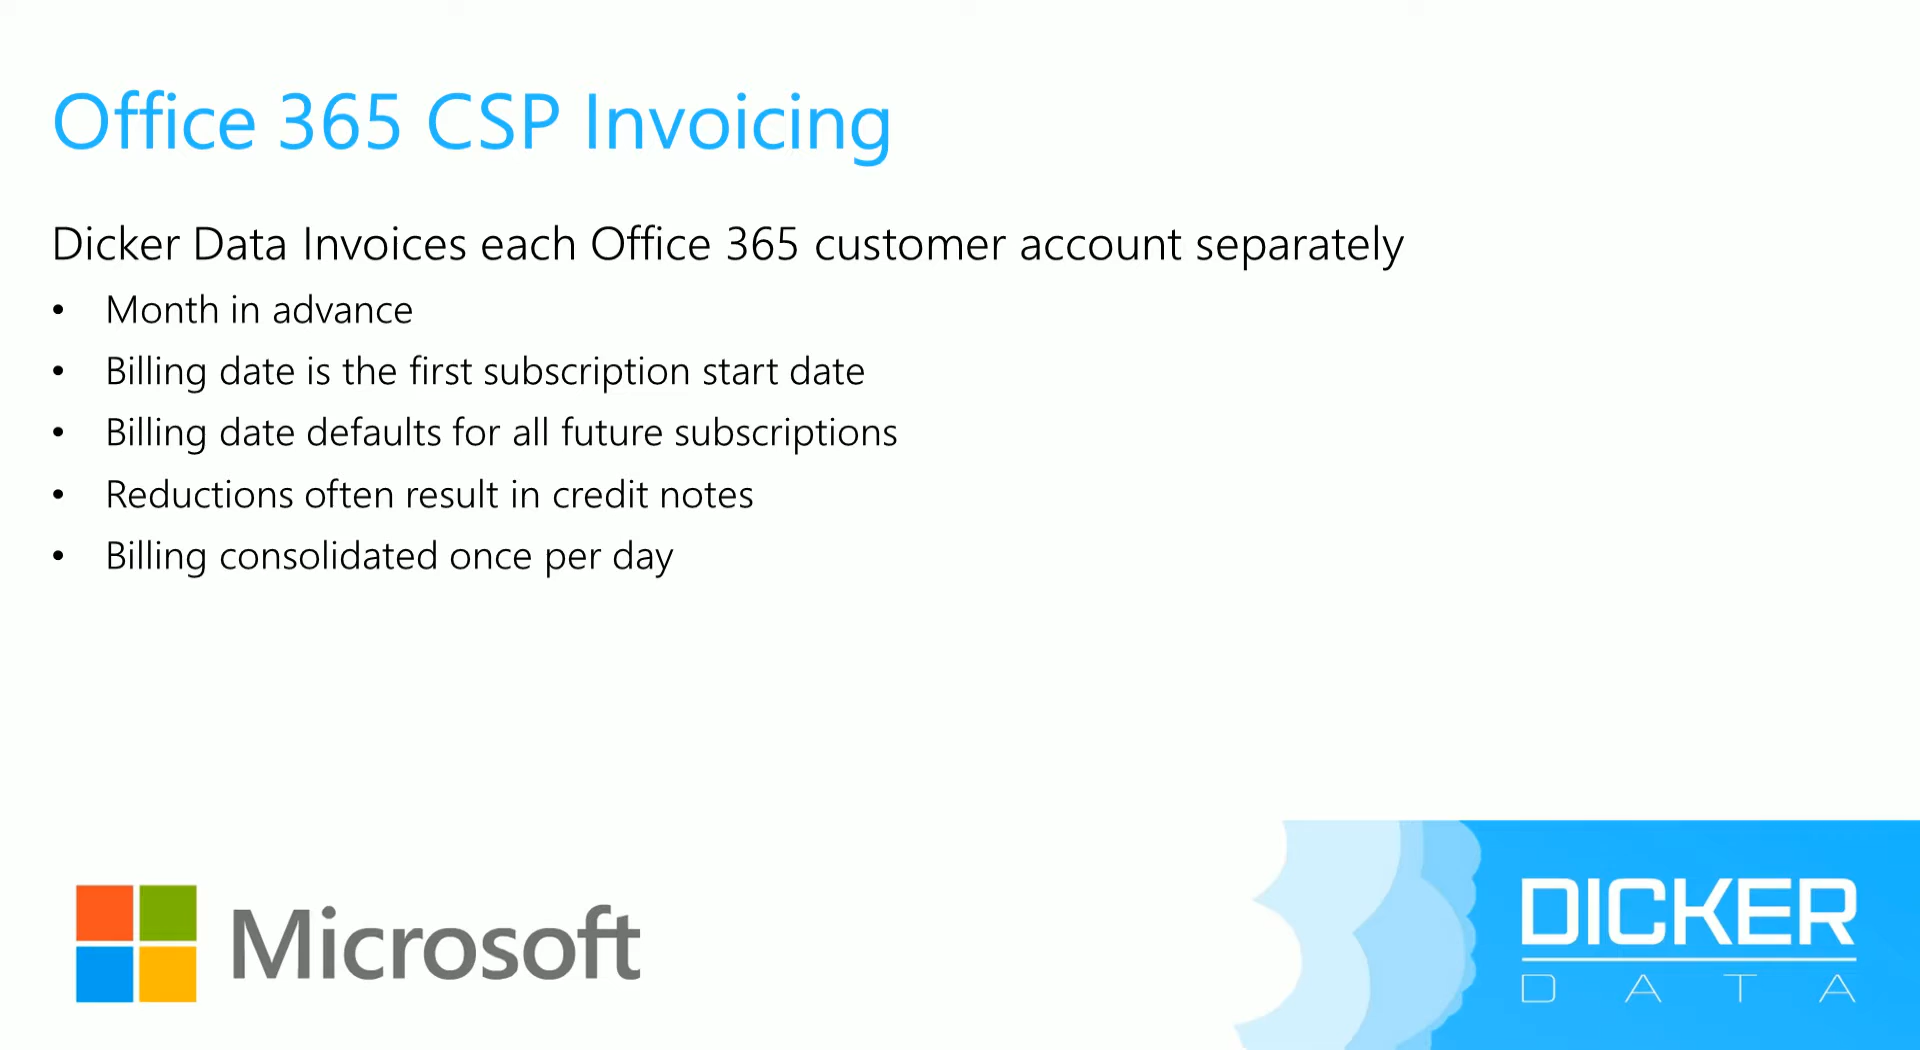 Office 365 CSP Invoicing
Dicker Data Invoices each Office 365 customer account separately
• Month in advance
• Billing date is the first subscription start date
• Billing date defaults for all future subscriptions
• Reductions often result in credit notes
• Billing consolidated once per day
Microsoft
DICKER
DATA